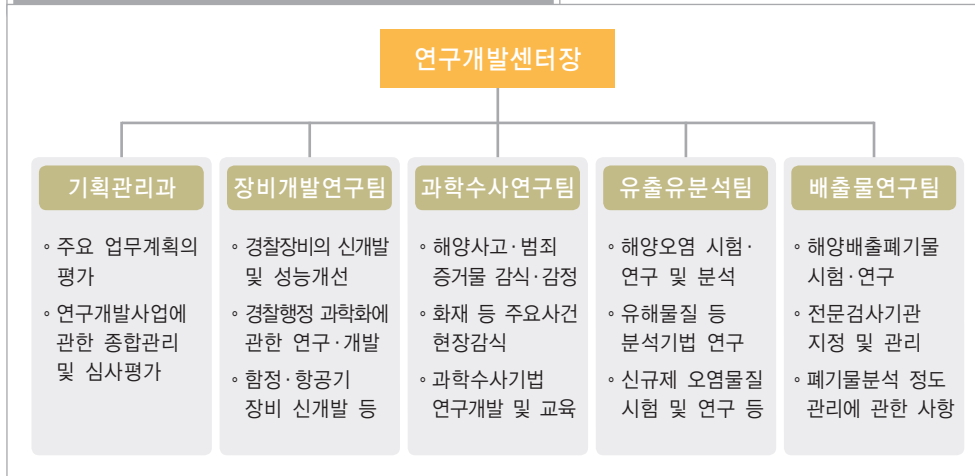 연구개발센터장
기획관리과
◦ 주요 업무계획의
평가
◦ 연구개발사업에
관한 종합관리
및 심사평가
장비개발연구팀
◦ 경찰장비의 신개발
및 성능개선
◦ 경찰행정 과학화에
관한 연구·개발
◦ 함정·항공기
장비 신개발 등
과학수사연구팀
◦ 해양사고·범죄
증거물 감식·감정
◦ 화재 등 주요사건
현장감식
◦ 과학수사기법
연구개발 및 교육
유출유분석팀
◦ 해양오염 시험·
연구 및 분석
◦ 유해물질 등
분석기법 연구
◦ 신규제 오염물질
시험 및 연구 등
배출물연구팀
◦ 해양배출폐기물
시험·연구
◦ 전문검사기관
지정 및 관리
◦ 폐기물분석 정도
관리에 관한 사항